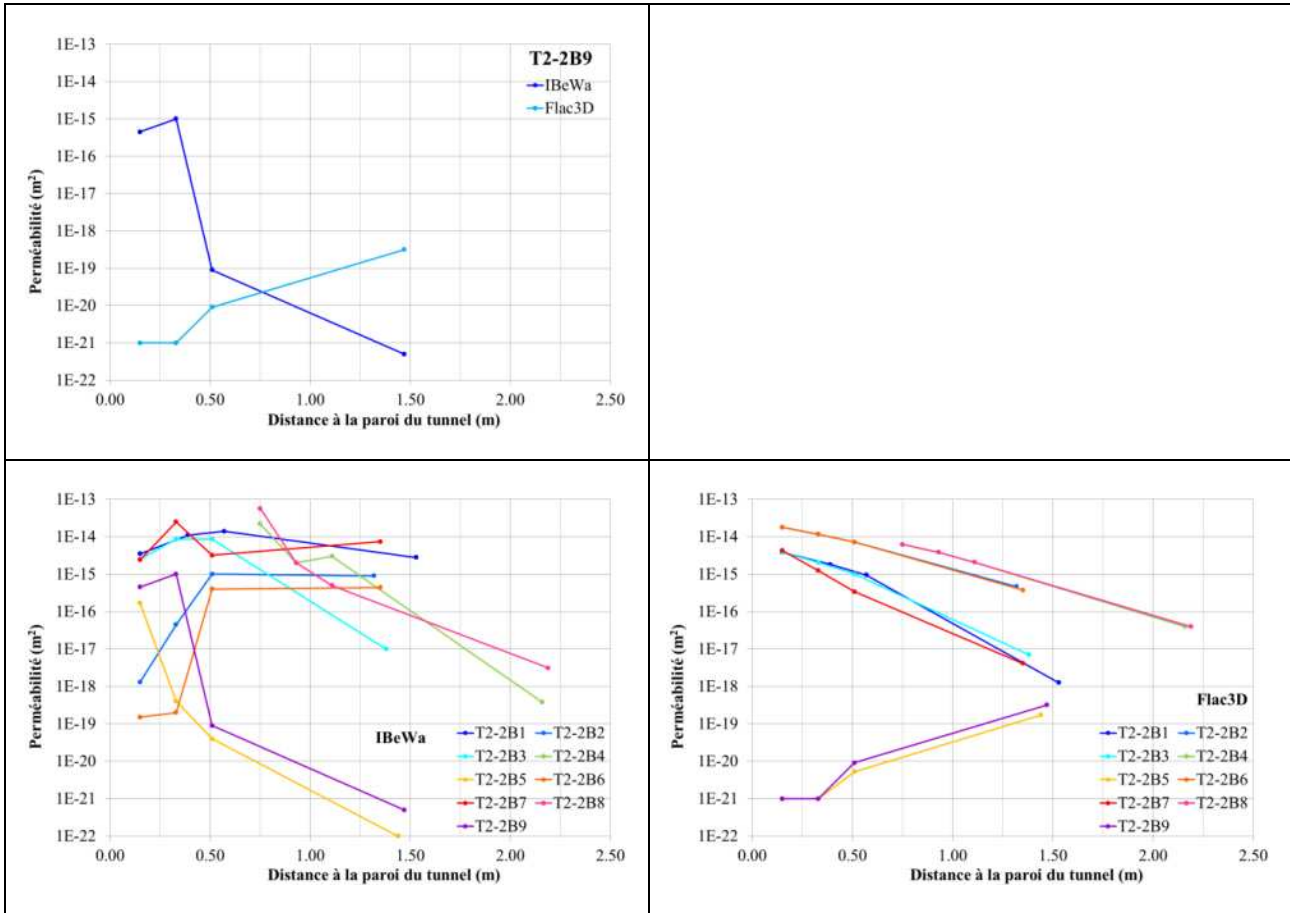 T2-2B9
IBeWa
Flac3D
1E-13
1E-14
1E-15
1E-16
1E-17
1E-18
1E-19
1E-20
1E-21
1E-22
Perméabilité (m²)
0.00 0.50 1.00 1.50 2.00 2.50
Distance à la paroi du tunnel (m)
1E-13
1E-14
1E-15
1E-16
1E-17
1E-18
1E-19
1E-20
1E-21
1E-22
Perméabilité (m²)
IBeWa
T2-2B1 T2-2B2
T2-2B3 T2-2B4
T2-2B5 T2-2B6
T2-2B7 T2-2B8
T2-2B9
0.00 0.50 1.00 1.50 2.00 2.50
Distance à la paroi du tunnel (m)
1E-13
1E-14
1E-15
1E-16
1E-17
1E-18
1E-19
1E-20
1E-21
1E-22
Perméabilité (m²)
Flac3D
T2-2B1 T2-2B2
T2-2B3 T2-2B4
T2-2B5 T2-2B6
T2-2B7 T2-2B8
T2-2B9
0.00 0.50 1.00 1.50 2.00 2.50
Distance à la paroi du tunnel (m)